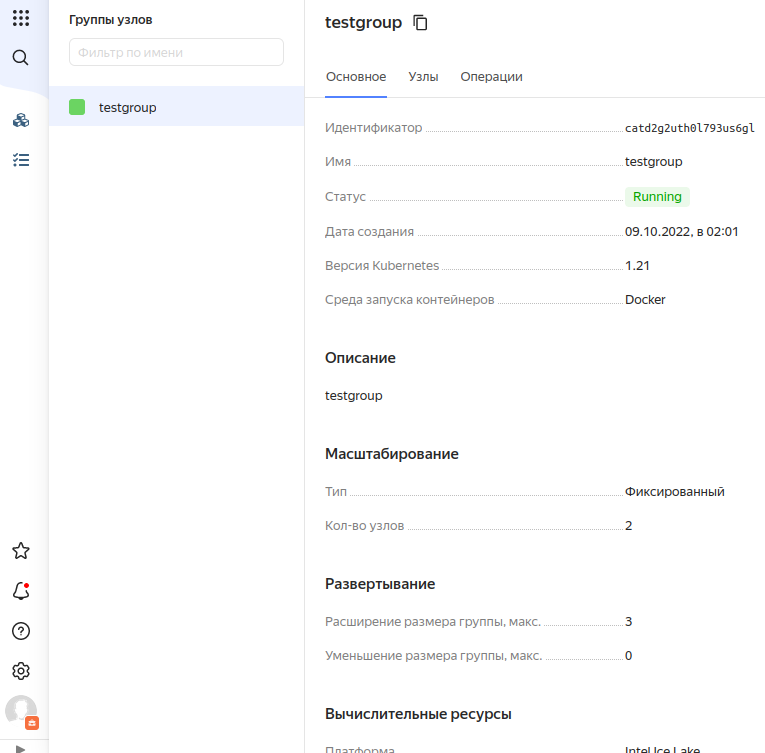 Группы узлов
Фильтр по имени
testgroup
testgroup
Основное Узлы Операции
Идентификатор catd2g2uth0l793us6gl
Имя testgroup
Статус Running
Дата создания 09.10.2022, в 02:01
Версия Kubernetes 1.21
Среда запуска контейнеров Docker
Описание
testgroup
Масштабирование
Тип Фиксированный
Кол-во узлов 2
Развертывание
Расширение размера группы, макс. 3
Уменьшение размера группы, макс. 0
Вычислительные ресурсы
Платформа Intel Ice Lake